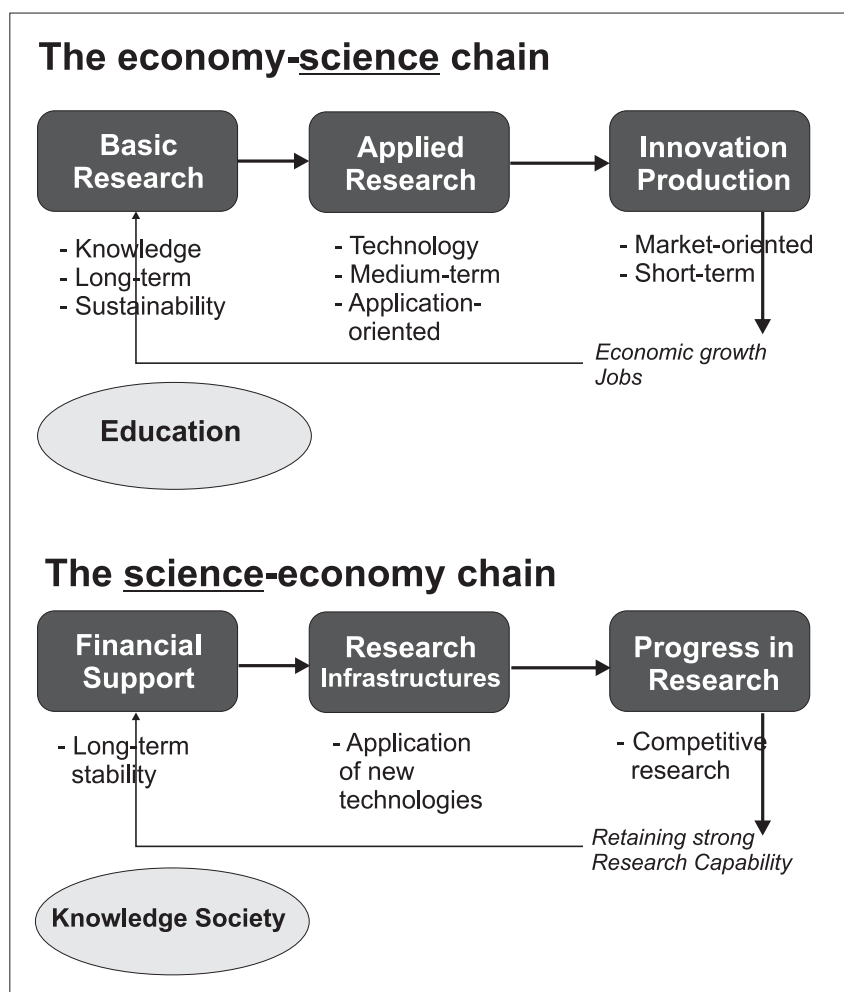 The economy-science chain
Basic
Research
Applied
Research
Innovation
Production
- Knowledge
- Long-term
- Sustainability
- Technology
- Medium-term
- Application-
oriented
- Market-oriented
- Short-term
Economic growth
Jobs
Education
The science-economy chain
Financial
Support
Research
Infrastructures
Progress in
Research
- Long-term
stability
- Application
of new
technologies
- Competitive
research
Retaining strong
Research Capability
Knowledge Society